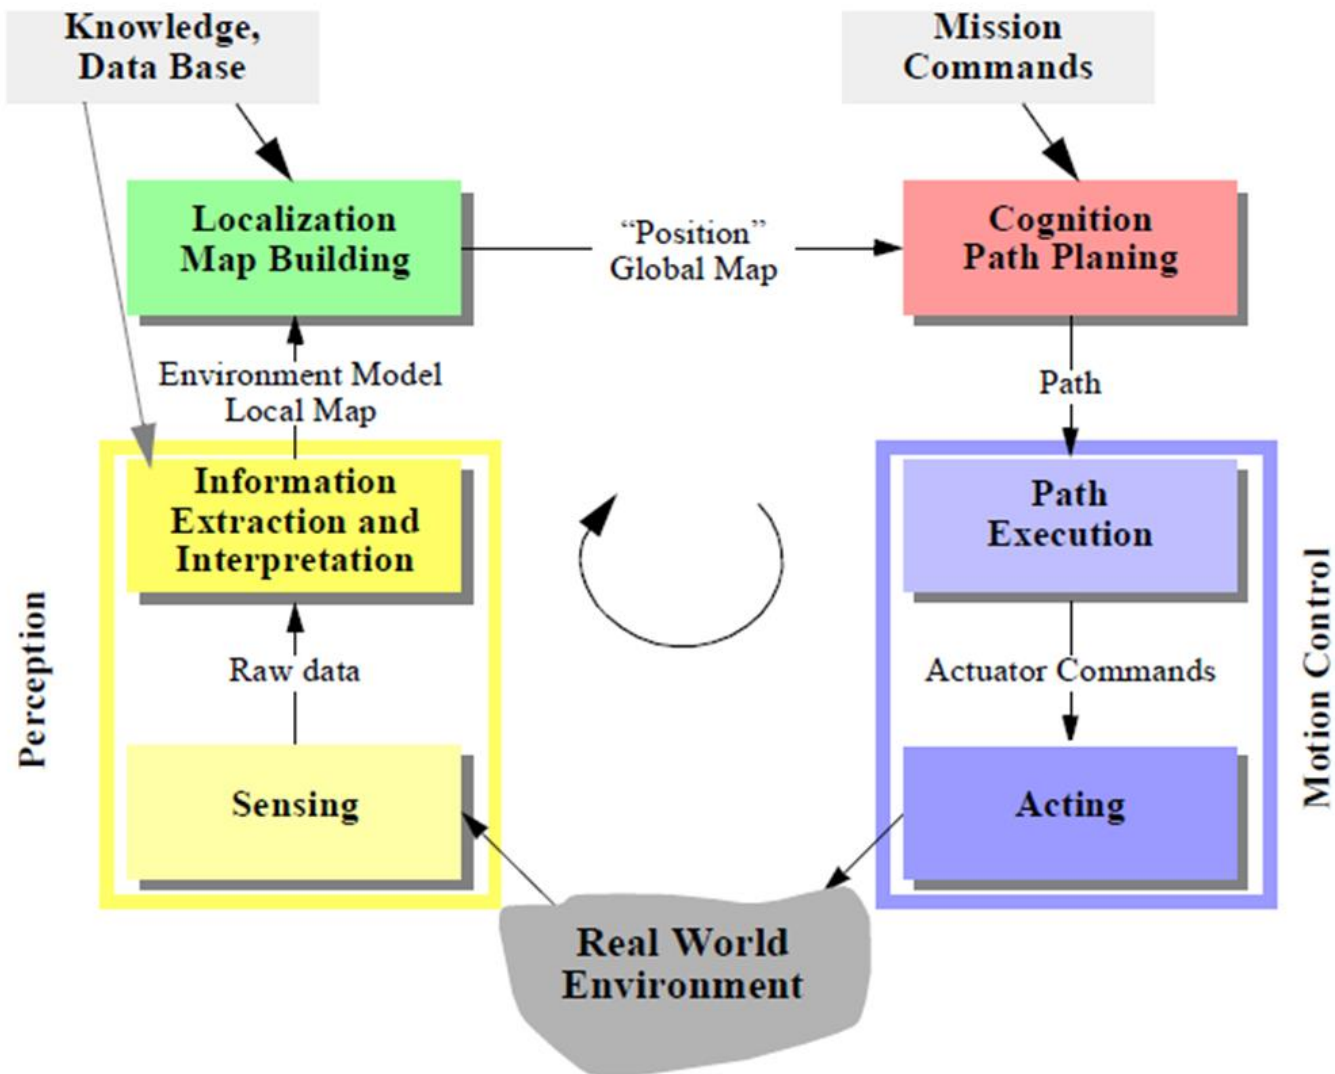 Knowledge,
Data Base
Mission
Commands
Localization
Map Building
“Position”
Global Map
Cognition
Path Planing
Environment Model
Local Map
Path
Information
Extraction and
Interpretation
Path
Execution
Perception
Raw data
Actuator Commands
Motion Control
Sensing
Acting
Real World
Environment